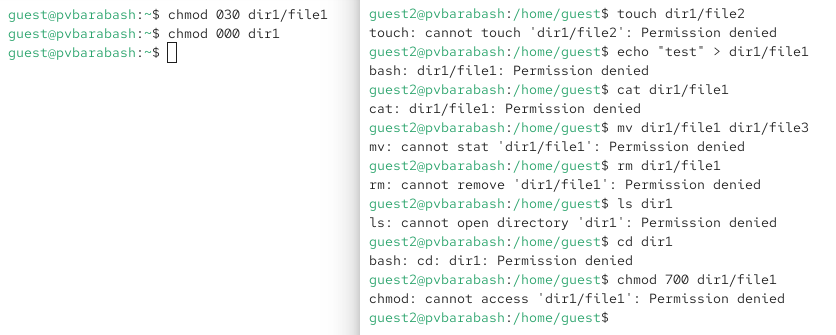 guest@pvbarabash:~$ chmod 030 dir1/file1
guest@pvbarabash:~$ chmod 000 dir1
guest@pvbarabash:~$
guest2@pvbarabash:/home/guest$ touch dir1/file2
touch: cannot touch 'dir1/file2': Permission denied
guest2@pvbarabash:/home/guest$ echo "test" > dir1/file1
bash: dir1/file1: Permission denied
guest2@pvbarabash:/home/guest$ cat dir1/file1
cat: dir1/file1: Permission denied
guest2@pvbarabash:/home/guest$ mv dir1/file1 dir1/file3
mv: cannot stat 'dir1/file1': Permission denied
guest2@pvbarabash:/home/guest$ rm dir1/file1
rm: cannot remove 'dir1/file1': Permission denied
guest2@pvbarabash:/home/guest$ ls dir1
ls: cannot open directory 'dir1': Permission denied
guest2@pvbarabash:/home/guest$ cd dir1
bash: cd: dir1: Permission denied
guest2@pvbarabash:/home/guest$ chmod 700 dir1/file1
chmod: cannot access 'dir1/file1': Permission denied
guest2@pvbarabash:/home/guest$